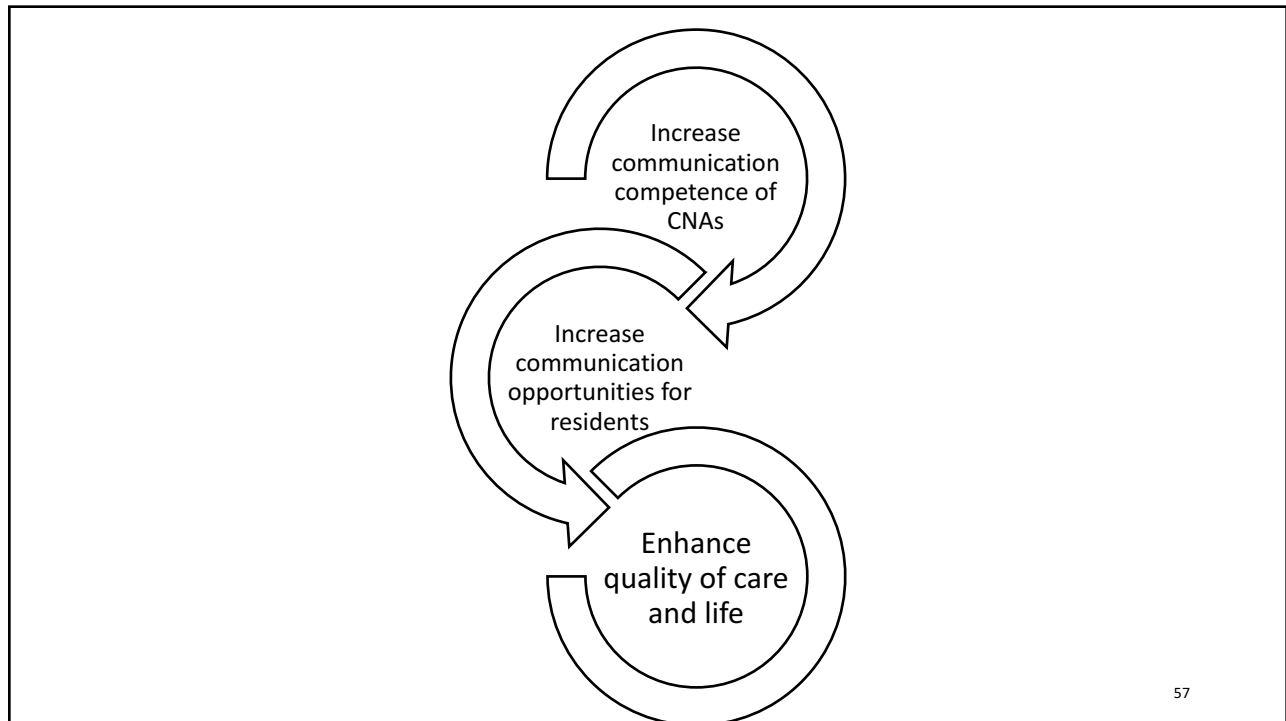 Increase
communication
competence of
CNAs
Increase
communication
opportunities for
residents
Enhance
quality of care
and life
57